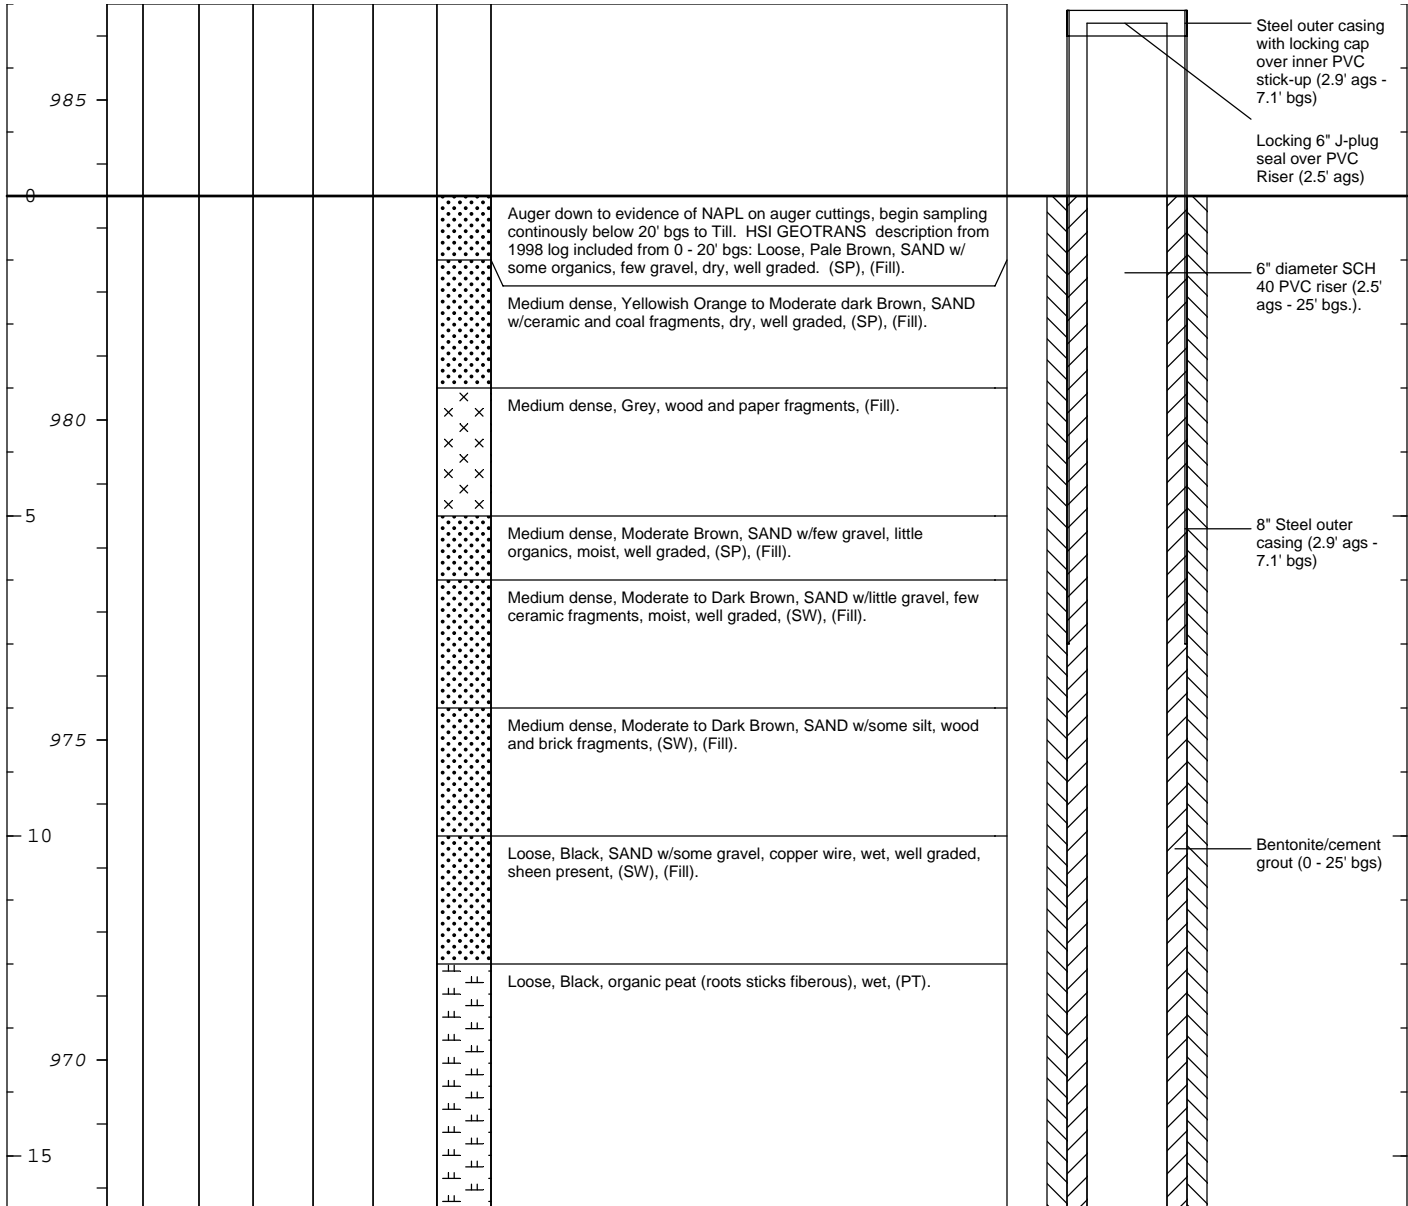 Steel outer casing
with locking cap
over inner PVC
stick-up (2.9' ags -
7.1' bgs)
985
Locking 6" J-plug
seal over PVC
Riser (2.5' ags)
0
Auger down to evidence of NAPL on auger cuttings, begin sampling
continously below 20' bgs to Till.  HSI GEOTRANS  description from
1998 log included from 0 - 20' bgs: Loose, Pale Brown, SAND w/
some organics, few gravel, dry, well graded.  (SP), (Fill).
6" diameter SCH
40 PVC riser (2.5'
ags - 25' bgs.).
Medium dense, Yellowish Orange to Moderate dark Brown, SAND
w/ceramic and coal fragments, dry, well graded, (SP), (Fill).
980
Medium dense, Grey, wood and paper fragments, (Fill).
5
Medium dense, Moderate Brown, SAND w/few gravel, little
organics, moist, well graded, (SP), (Fill).
8" Steel outer
casing (2.9' ags -
7.1' bgs)
Medium dense, Moderate to Dark Brown, SAND w/little gravel, few
ceramic fragments, moist, well graded, (SW), (Fill).
975
Medium dense, Moderate to Dark Brown, SAND w/some silt, wood
and brick fragments, (SW), (Fill).
10
Loose, Black, SAND w/some gravel, copper wire, wet, well graded,
sheen present, (SW), (Fill).
Bentonite/cement
grout (0 - 25' bgs)
Loose, Black, organic peat (roots sticks fiberous), wet, (PT).
970
15